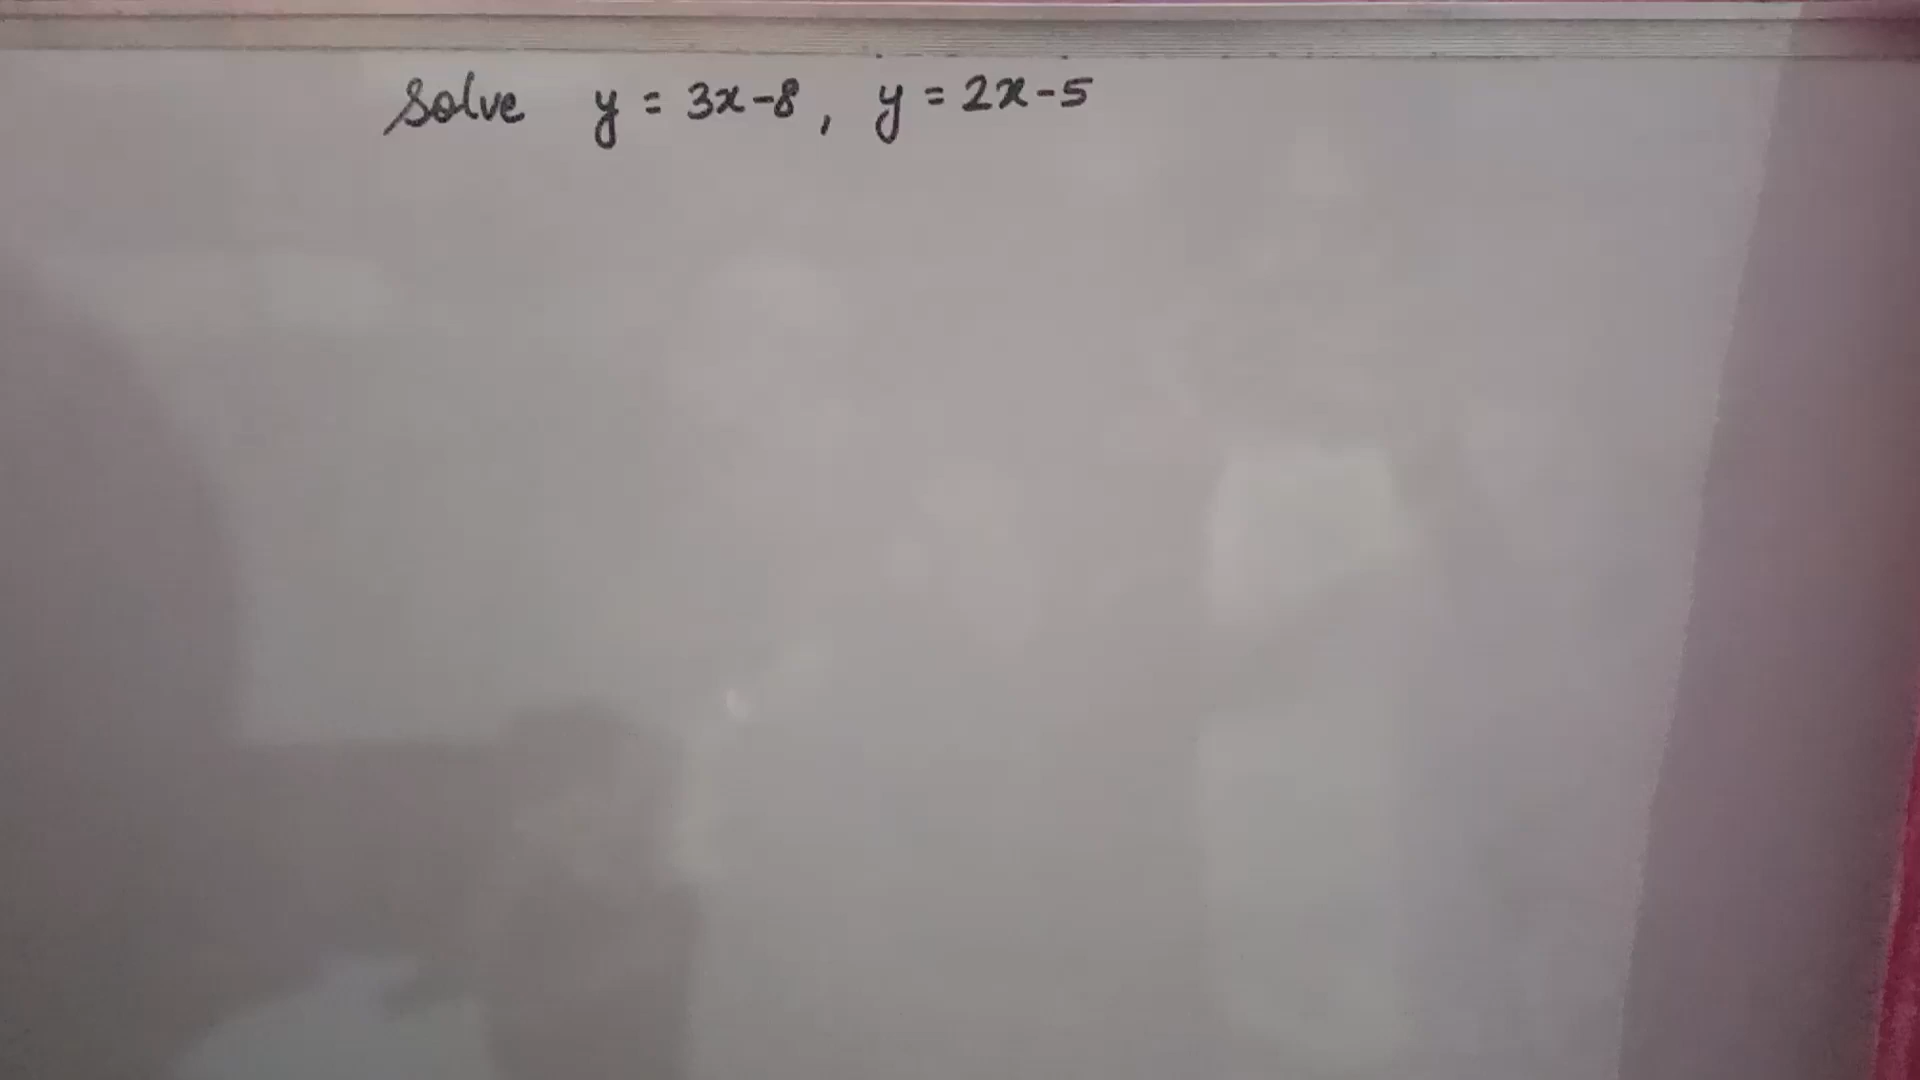 Solve y = 3x-8, y = 2x-5